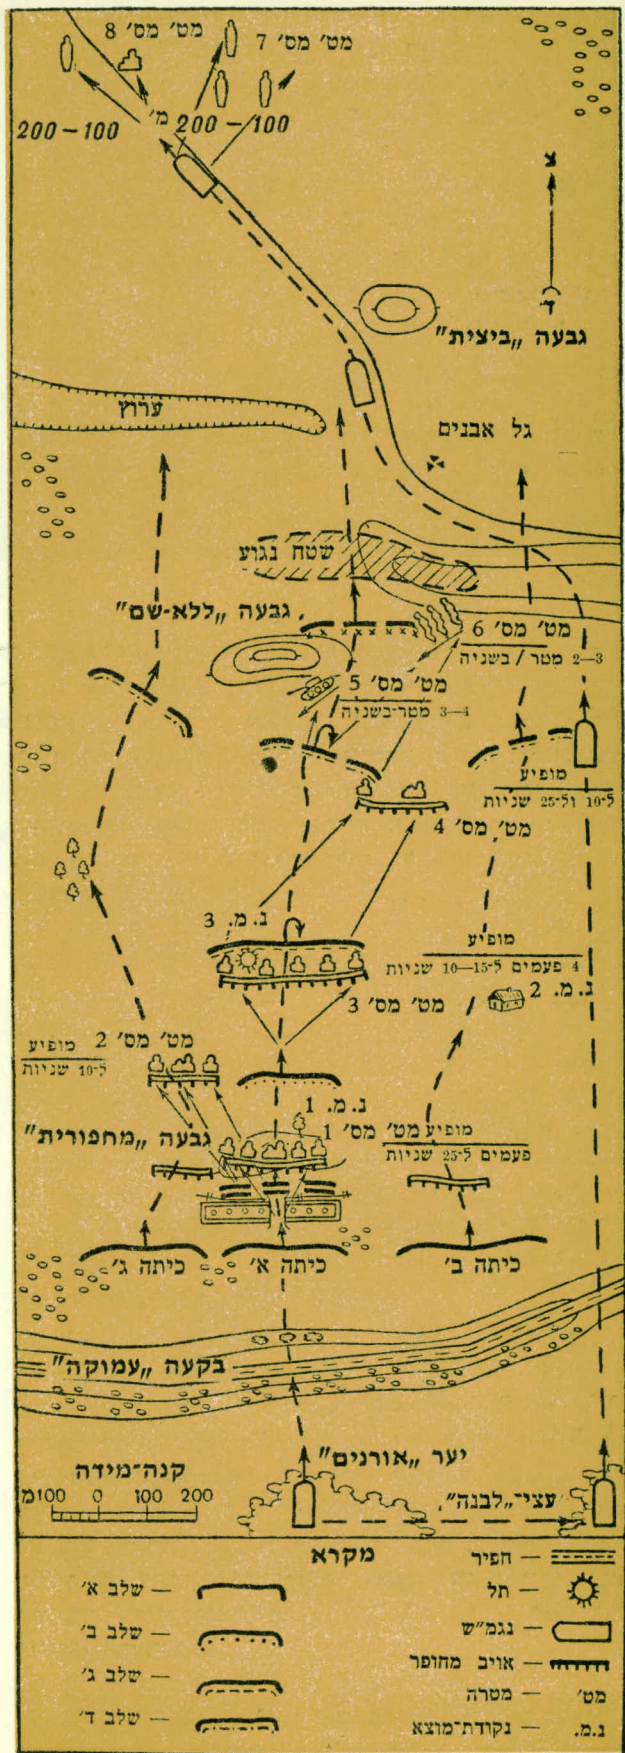 מט׳ מס׳ 8
מט׳ מס׳ 7
200–100 מ׳
200–100
צ
ד
גבעה „ביצית"
ערוץ
גל אבנים
שטח נגוע
גבעה „ללא-שם"
מט׳ מס׳ 6
2–3 מטר / בשניה
מט׳ מס׳ 5
3–4 מטר-בשניה
מופיע
ל-10 ול-25 שניות
מט׳ מס׳ 4
נ. מ. 3
מופיע
4 פעמים ל-10–15 שניות
נ. מ. 2
מט׳ מס׳ 3
מט׳ מס׳ 2 מופיע
ל-10 שניות
נ. מ. 1
גבעה „מחפורית"
מט׳ מס׳ 1
מופיע
פעמים ל-25 שניות
כיתה ג׳
כיתה א׳
כיתה ב׳
בקעה „עמוקה"
יער „אורנים"
קנה-מידה
100מ 0 100 200
עצי-„לבנה"
מקרא
— חפיר
— תל
— נגמ״ש
— אויב מחופר
מט׳ — מטרה
נ.מ. — נקודת-מוצא
— שלב א׳
— שלב ב׳
— שלב ג׳
— שלב ד׳